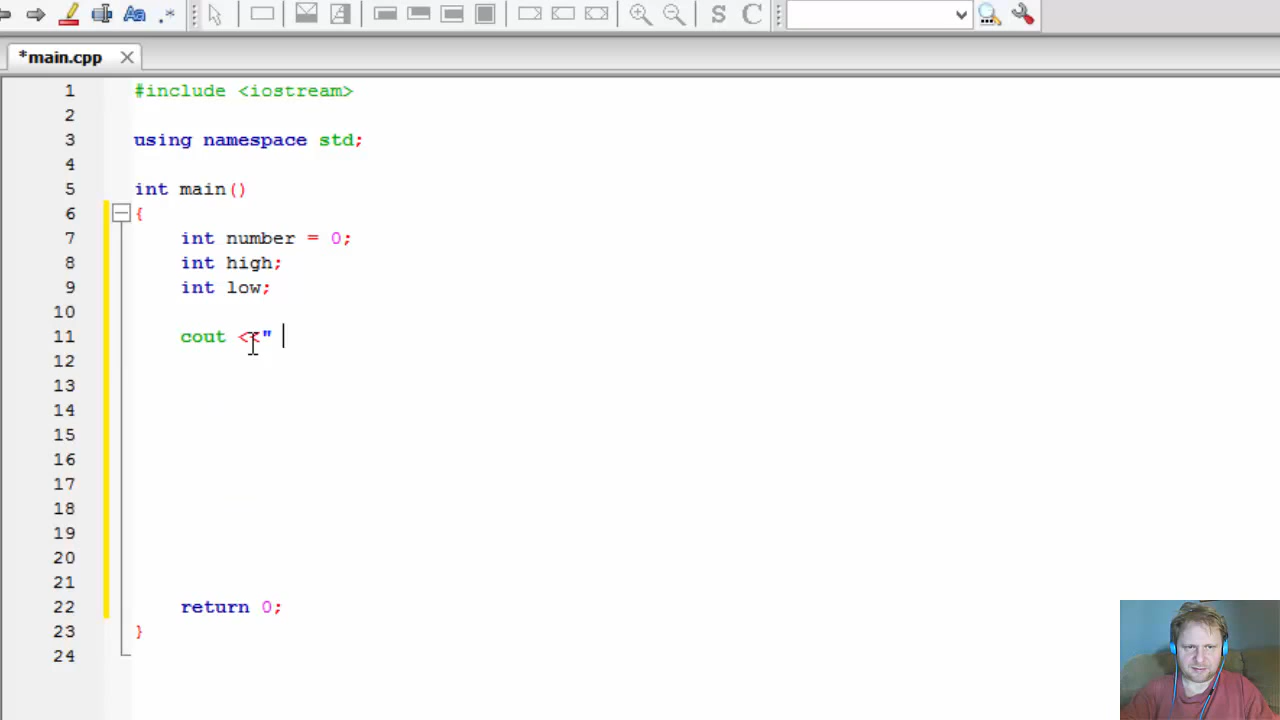 Aa .*
S C
*main.cpp
1 #include <iostream>
2
3 using namespace std;
4
5 int main()
6 {
7 int number = 0;
8 int high;
9 int low;
10
11 cout <<"
12
13
14
15
16
17
18
19
20
21
22 return 0;
23 }
24